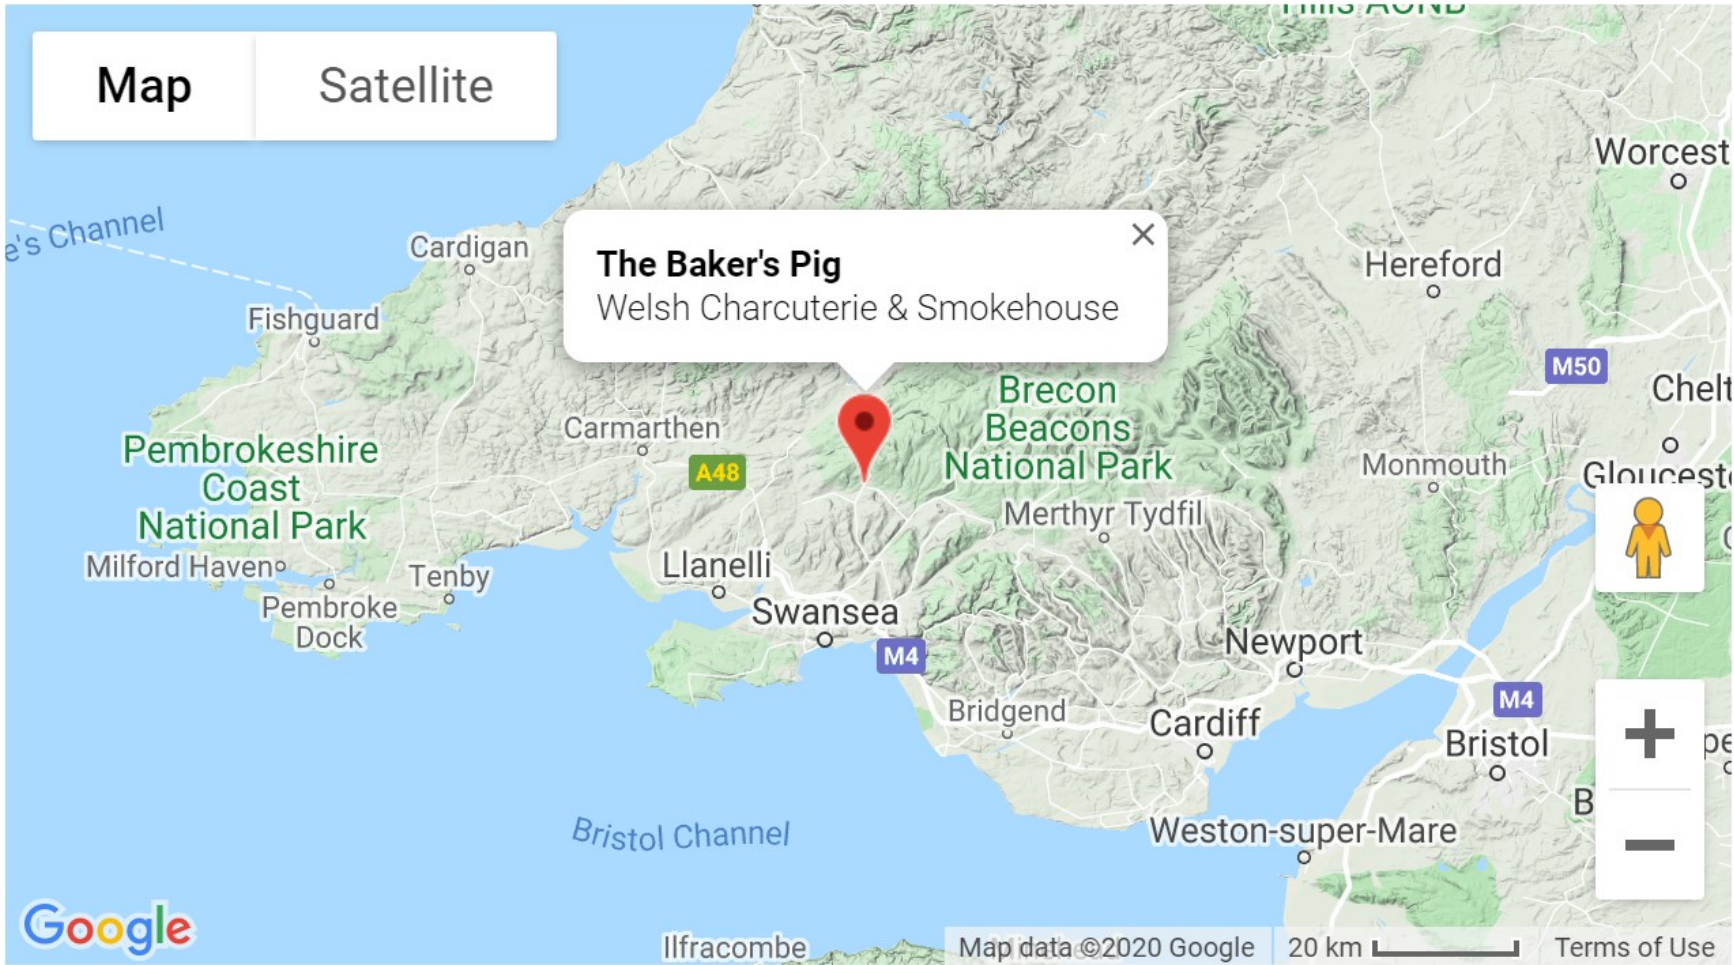 Hills AONB
Map
Satellite
Worcest
e's Channel
Cardigan
The Baker's Pig
Welsh Charcuterie & Smokehouse
Hereford
Fishguard
M50
Brecon
Beacons
National Park
Chelt
Carmarthen
A48
Pembrokeshire
Coast
National Park
Monmouth
Glouceste
Merthyr Tydfil
Milford Haven
Tenby
Llanelli
Pembroke
Dock
Swansea
M4
Newport
M4
Bridgend
Cardiff
Bristol
pe
B
Bristol Channel
Weston-super-Mare
Google
Ilfracombe
Map data ©2020 Google
20 km
Terms of Use